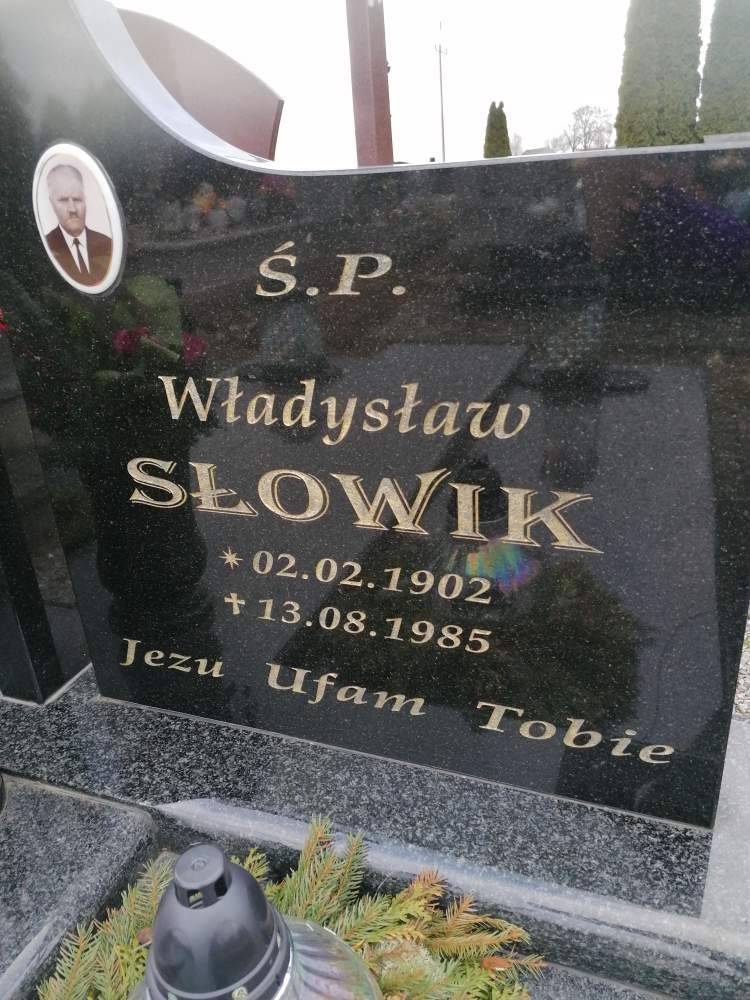 Ś.P.
Władysław
SŁOWIK
* 02.02.1902
✝ 13.08.1985
Jezu Ufam Tobie